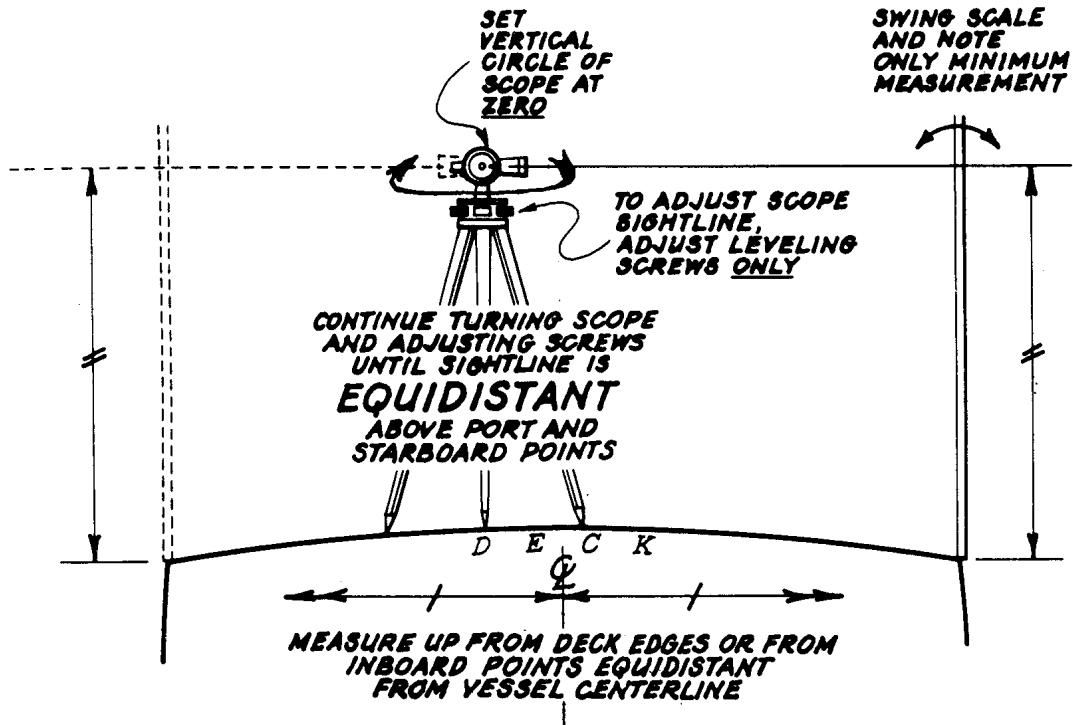 SET
VERTICAL
CIRCLE OF
SCOPE AT
ZERO
SWING SCALE
AND NOTE
ONLY MINIMUM
MEASUREMENT
TO ADJUST SCOPE
SIGHTLINE,
ADJUST LEVELING
SCREWS ONLY
CONTINUE TURNING SCOPE
AND ADJUSTING SCREWS
UNTIL SIGHTLINE IS
EQUIDISTANT
ABOVE PORT AND
STARBOARD POINTS
D E C K
℄
MEASURE UP FROM DECK EDGES OR FROM
INBOARD POINTS EQUIDISTANT
FROM VESSEL CENTERLINE